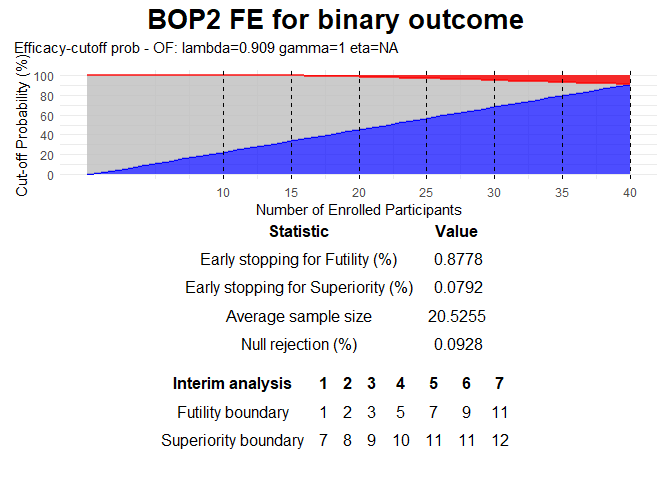 BOP2 FE for binary outcome
Efficacy-cutoff prob - OF: lambda=0.909 gamma=1 eta=NA
Cut-off Probability (%)
100
80
60
40
20
0
10 15 20 25 30 35 40
Number of Enrolled Participants
Statistic Value
Early stopping for Futility (%) 0.8778
Early stopping for Superiority (%) 0.0792
Average sample size 20.5255
Null rejection (%) 0.0928
Interim analysis 1 2 3 4 5 6 7
Futility boundary 1 2 3 5 7 9 11
Superiority boundary 7 8 9 10 11 11 12